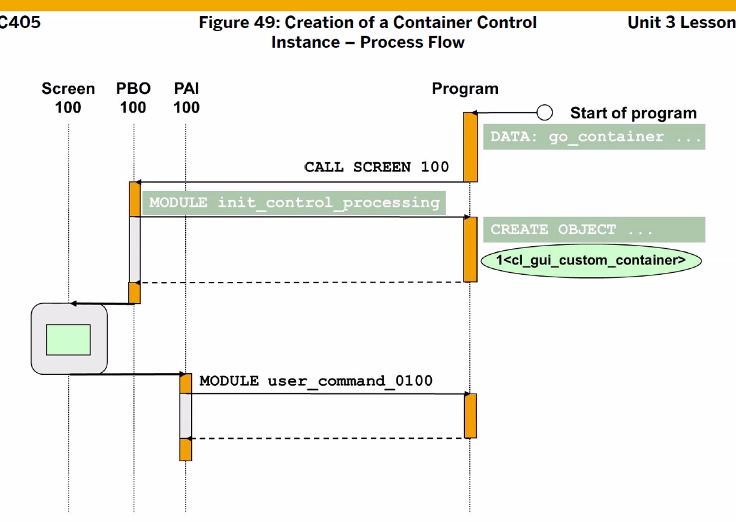 C405
Figure 49: Creation of a Container Control
Instance – Process Flow
Unit 3 Lesson
Screen
100
PBO
100
PAI
100
Program
Start of program
DATA: go_container ...
CALL SCREEN 100
MODULE init_control_processing
CREATE OBJECT ...
1<cl_gui_custom_container>
MODULE user_command_0100